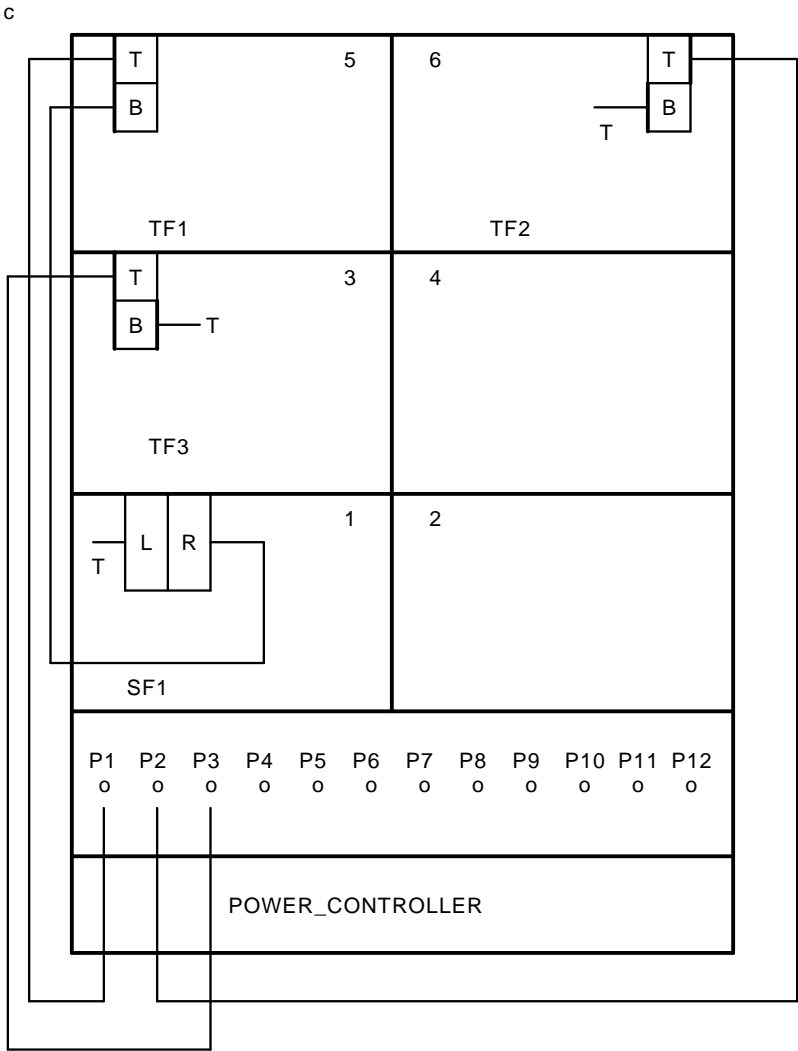 c
T 5 6 T
B B
T
TF1 TF2
T 3 4
B T
TF3
1 2
L R
T
SF1
P1 P2 P3 P4 P5 P6 P7 P8 P9 P10 P11 P12
o o o o o o o o o o o o
POWER_CONTROLLER